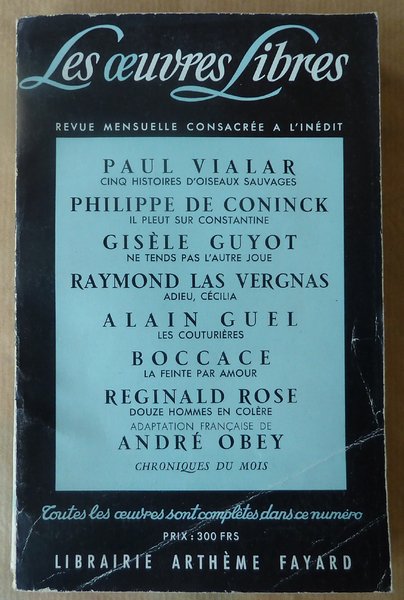 Les œuvres Libres
REVUE MENSUELLE CONSACRÉE A L'INÉDIT
PAUL VIALAR
CINQ HISTOIRES D'OISEAUX SAUVAGES
PHILIPPE DE CONINCK
IL PLEUT SUR CONSTANTINE
GISÈLE GUYOT
NE TENDS PAS L'AUTRE JOUE
RAYMOND LAS VERGNAS
ADIEU, CÉCILIA
ALAIN GUEL
LES COUTURIÈRES
BOCCACE
LA FEINTE PAR AMOUR
REGINALD ROSE
DOUZE HOMMES EN COLÈRE
ADAPTATION FRANÇAISE DE
ANDRÉ OBEY
CHRONIQUES DU MOIS
Toutes les œuvres sont complètes dans ce numéro
PRIX : 300 FRS
LIBRAIRIE ARTHÈME FAYARD